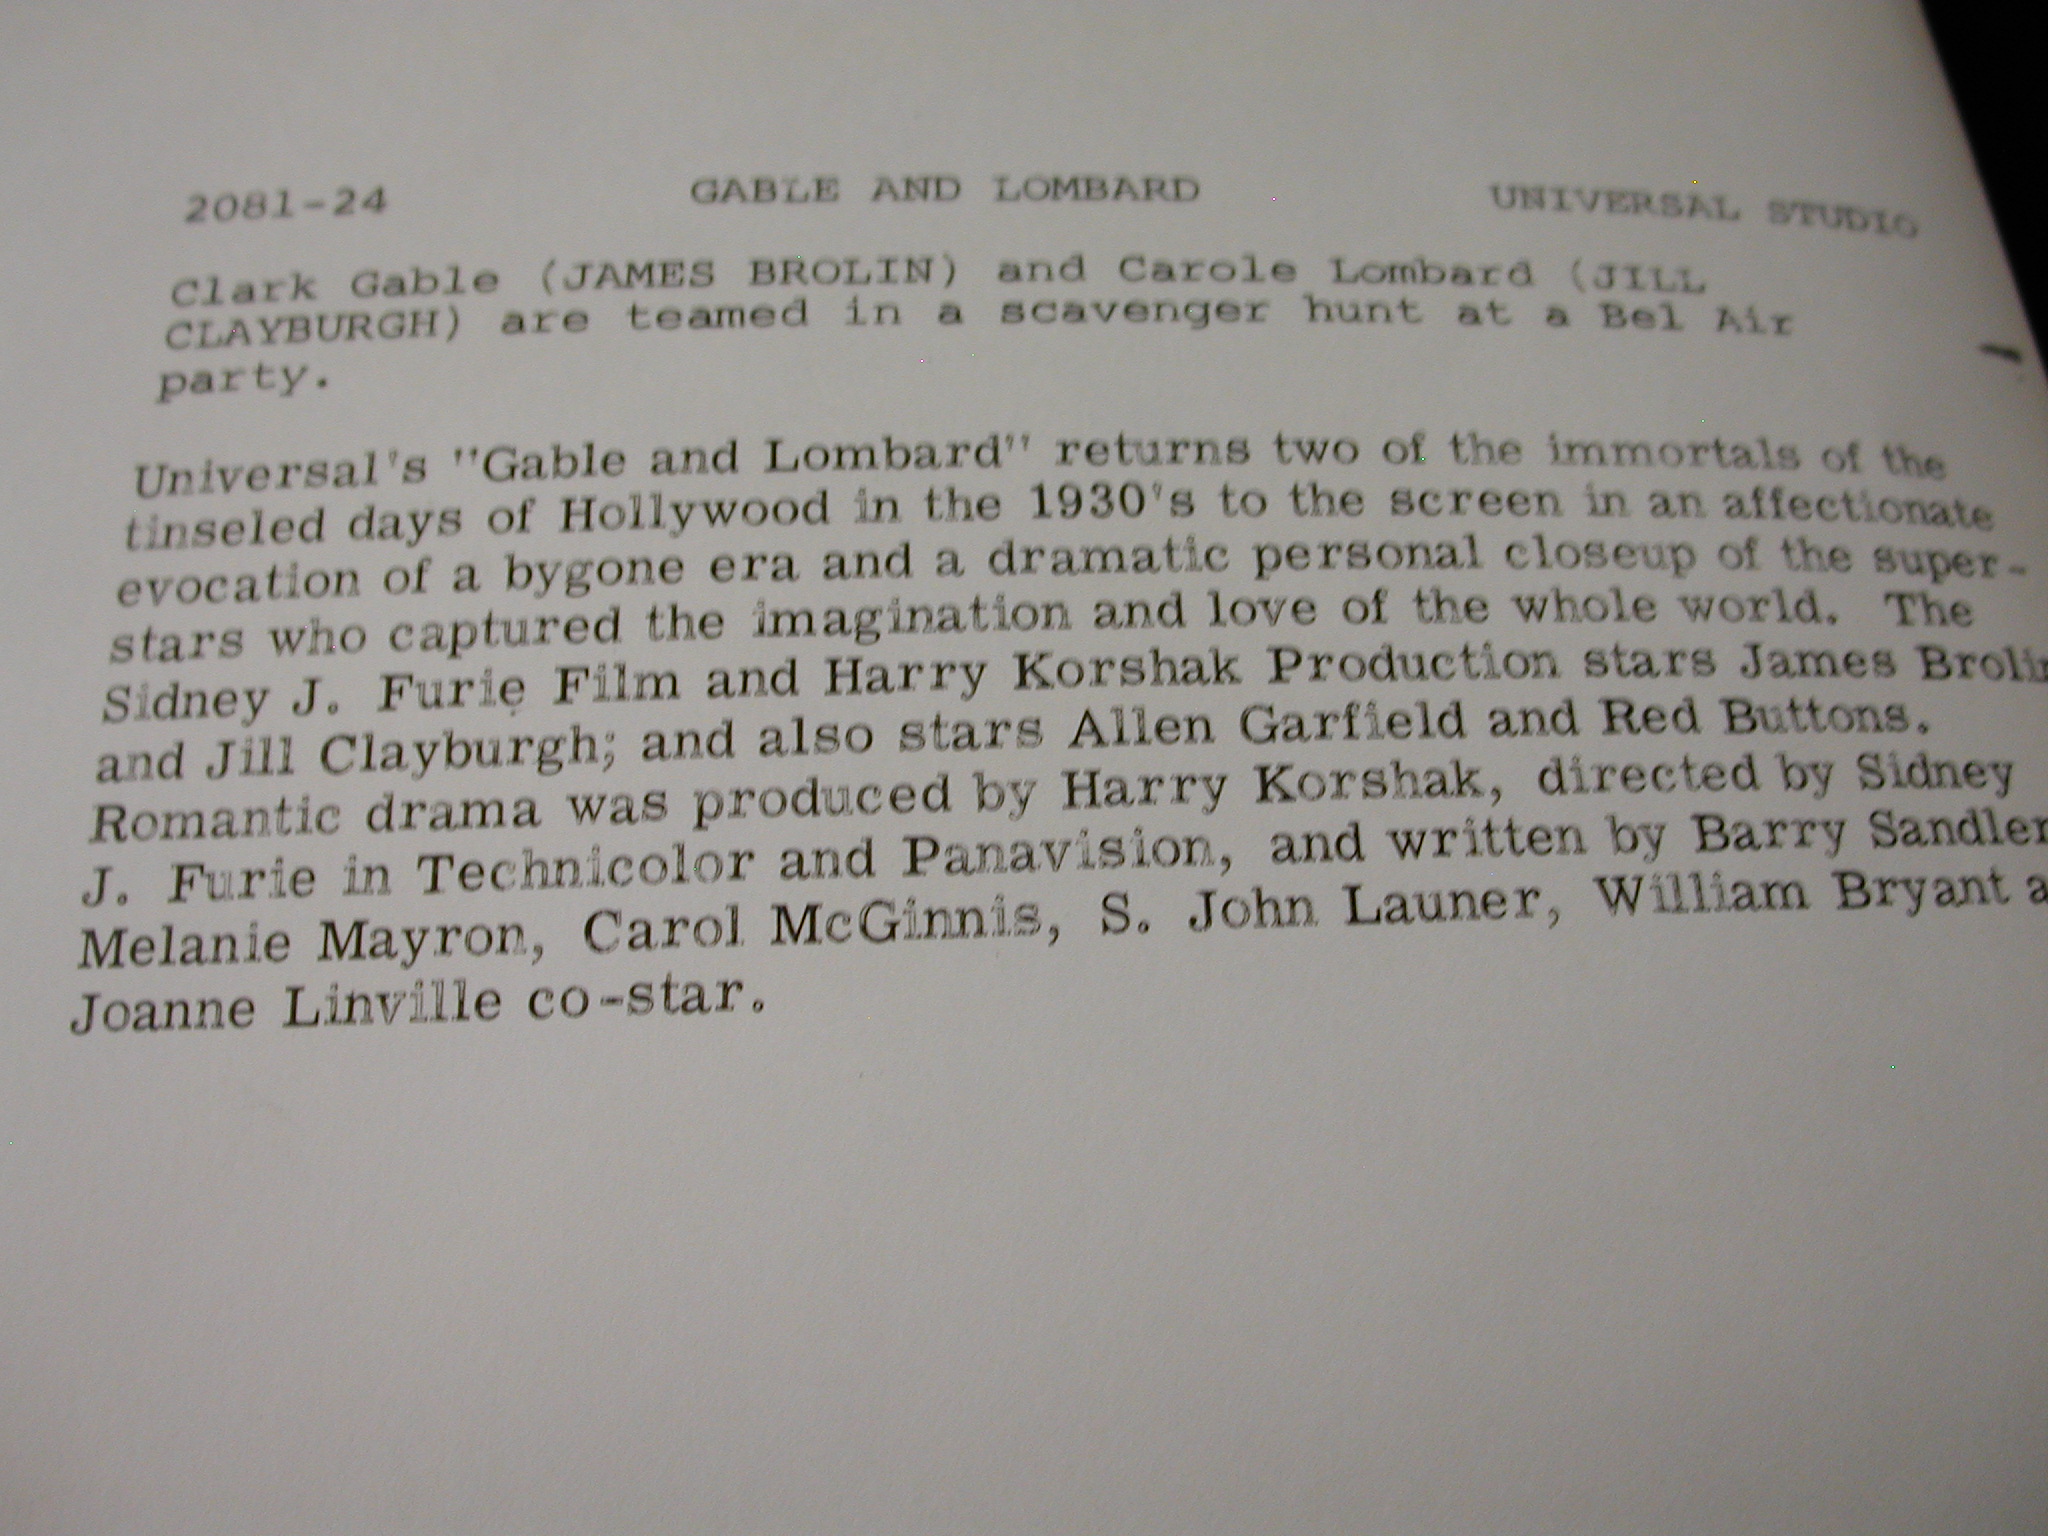 2081-24 GABLE AND LOMBARD UNIVERSAL STUDIO
Clark Gable (JAMES BROLIN) and Carole Lombard (JILL
CLAYBURGH) are teamed in a scavenger hunt at a Bel Air
party.
Universal's "Gable and Lombard" returns two of the immortals of the
tinseled days of Hollywood in the 1930's to the screen in an affectionate
evocation of a bygone era and a dramatic personal closeup of the super-
stars who captured the imagination and love of the whole world. The
Sidney J. Furie Film and Harry Korshak Production stars James Brolin
and Jill Clayburgh; and also stars Allen Garfield and Red Buttons.
Romantic drama was produced by Harry Korshak, directed by Sidney
J. Furie in Technicolor and Panavision, and written by Barry Sandler
Melanie Mayron, Carol McGinnis, S. John Launer, William Bryant a
Joanne Linville co-star.